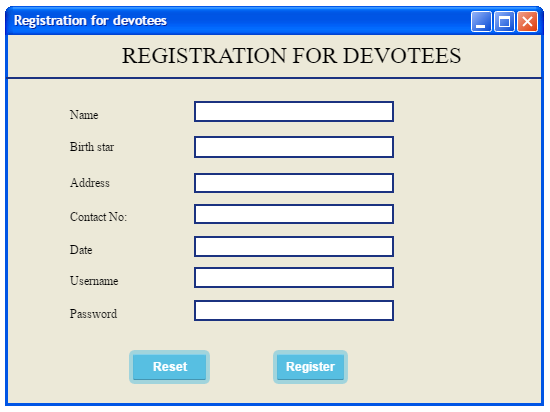 Registration for devotees
REGISTRATION FOR DEVOTEES
Name
Birth star
Address
Contact No:
Date
Username
Password
Reset Register